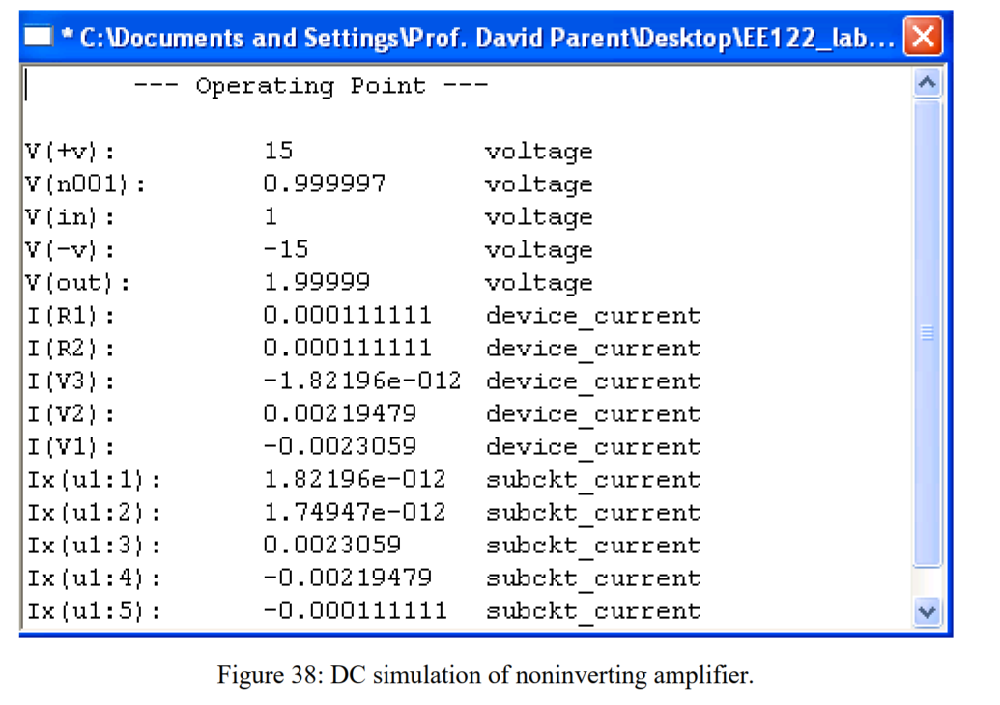 * C:\Documents and Settings\Prof. David Parent\Desktop\EE122_lab...
--- Operating Point ---
V(+v): 15 voltage
V(n001): 0.999997 voltage
V(in): 1 voltage
V(-v): -15 voltage
V(out): 1.99999 voltage
I(R1): 0.000111111 device_current
I(R2): 0.000111111 device_current
I(V3): -1.82196e-012 device_current
I(V2): 0.00219479 device_current
I(V1): -0.0023059 device_current
Ix(u1:1): 1.82196e-012 subckt_current
Ix(u1:2): 1.74947e-012 subckt_current
Ix(u1:3): 0.0023059 subckt_current
Ix(u1:4): -0.00219479 subckt_current
Ix(u1:5): -0.000111111 subckt_current
Figure 38: DC simulation of noninverting amplifier.